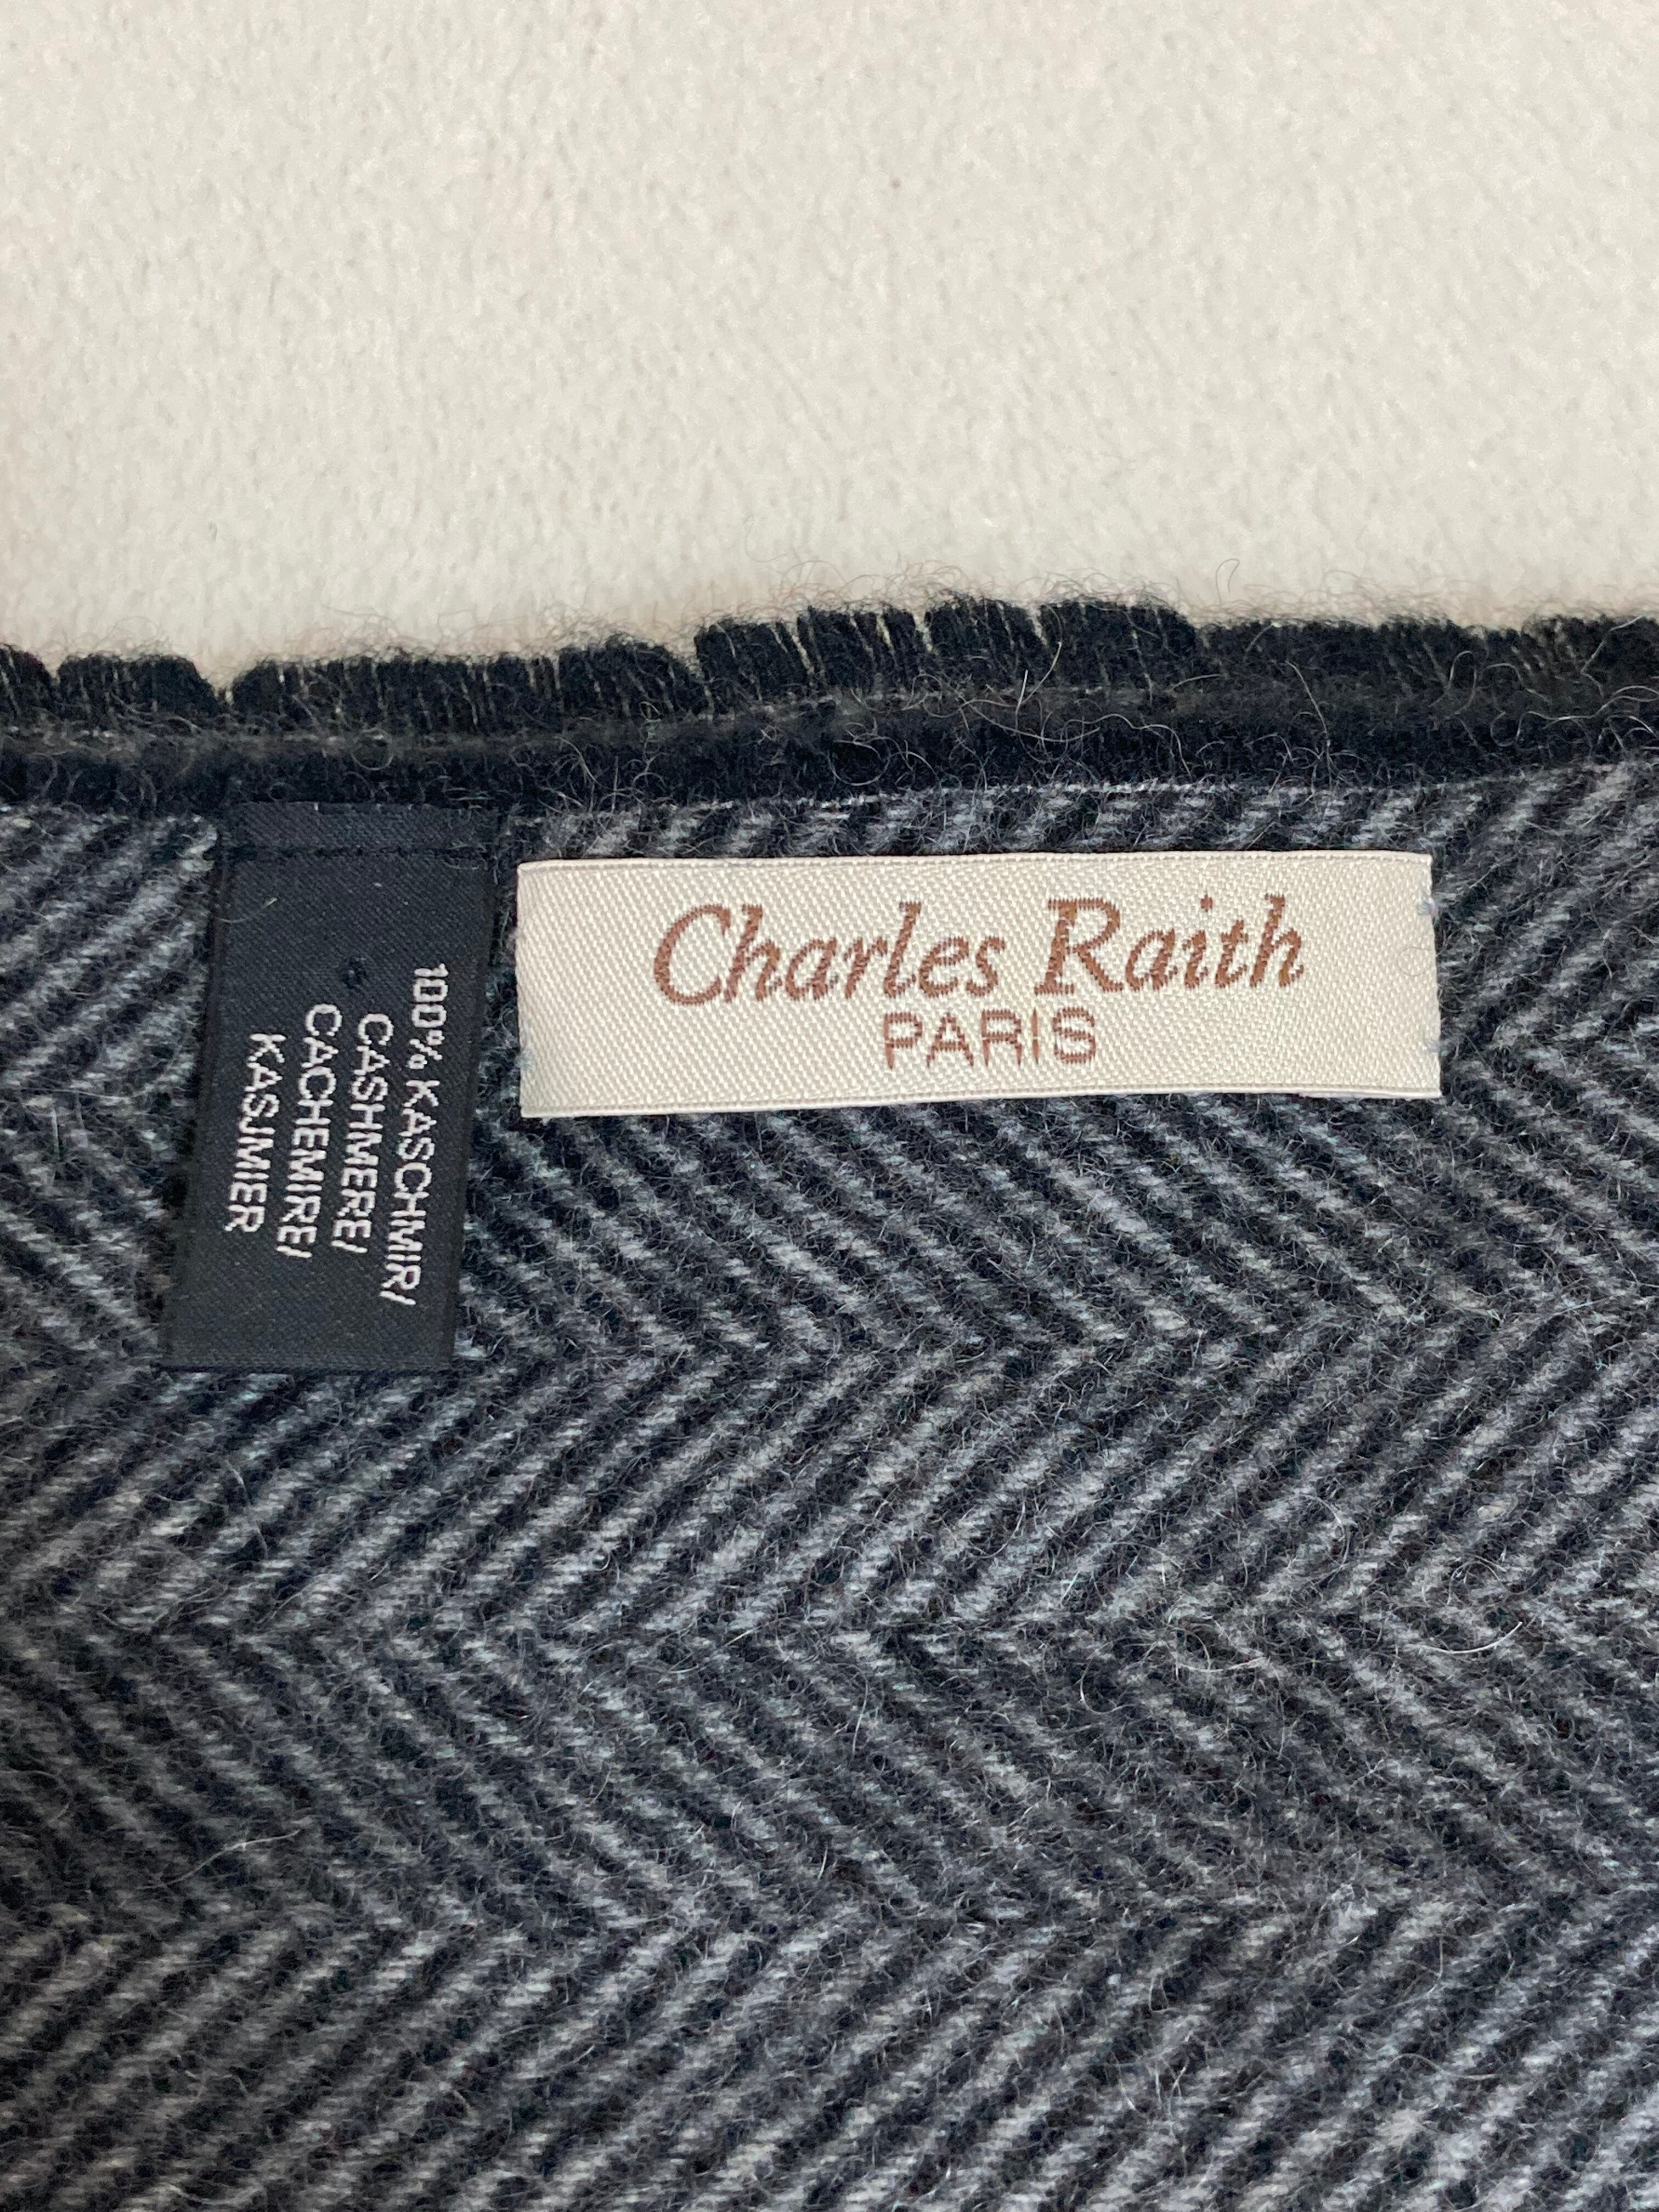 Charles Raith
PARIS
100% KASCHMIR/
CASHMERE/
CACHEMIRE/
KASJMIER